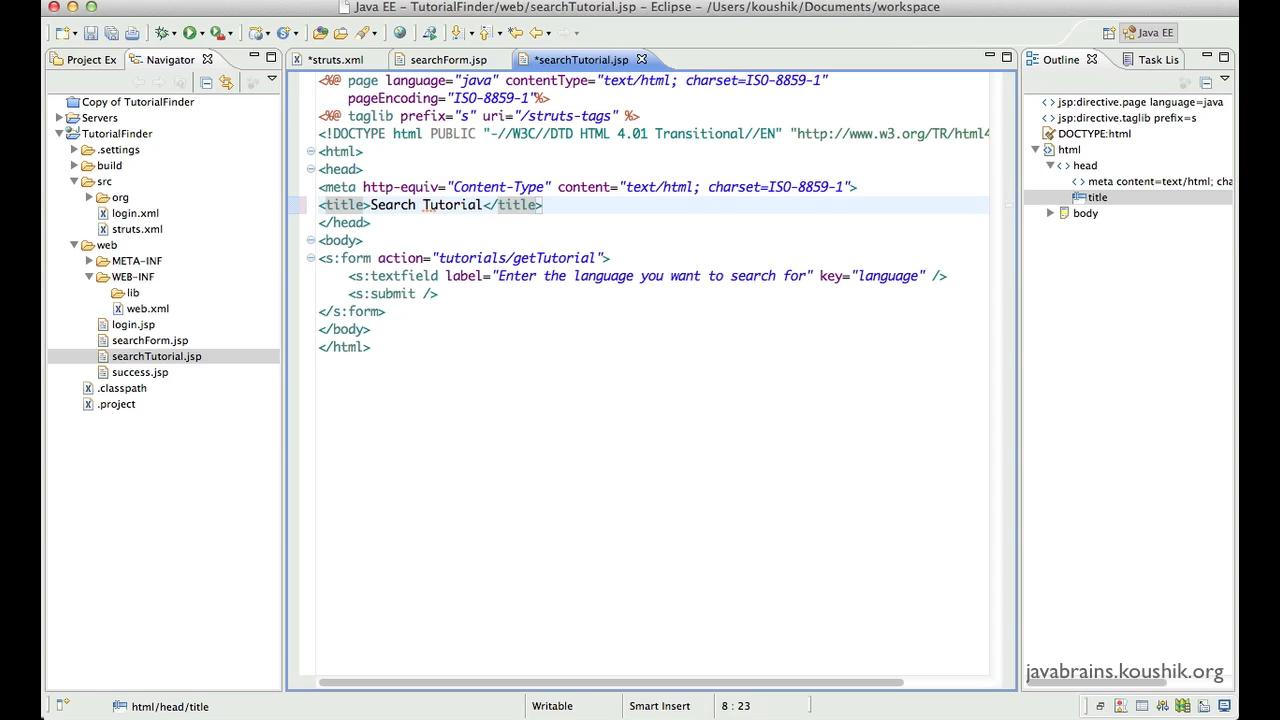 Java EE - TutorialFinder/web/searchTutorial.jsp - Eclipse - /Users/koushik/Documents/workspace
Java EE
Project Ex
Navigator
*struts.xml
searchForm.jsp
*searchTutorial.jsp
Outline
Task Lis
Copy of TutorialFinder
Servers
TutorialFinder
.settings
build
src
org
login.xml
struts.xml
web
META-INF
WEB-INF
lib
web.xml
login.jsp
searchForm.jsp
searchTutorial.jsp
success.jsp
.classpath
.project
<%@ page language="java" contentType="text/html; charset=ISO-8859-1"
pageEncoding="ISO-8859-1"%>
<%@ taglib prefix="s" uri="/struts-tags" %>
<!DOCTYPE html PUBLIC "-//W3C//DTD HTML 4.01 Transitional//EN" "http://www.w3.org/TR/html4
<html>
<head>
<meta http-equiv="Content-Type" content="text/html; charset=ISO-8859-1">
<title>Search Tutorial</title>
</head>
<body>
<s:form action="tutorials/getTutorial">
<s:textfield label="Enter the language you want to search for" key="language" />
<s:submit />
</s:form>
</body>
</html>
jsp:directive.page language=java
jsp:directive.taglib prefix=s
DOCTYPE:html
html
head
meta content=text/html; cha
title
body
javabrains.koushik.org
html/head/title
Writable
Smart Insert
8 : 23